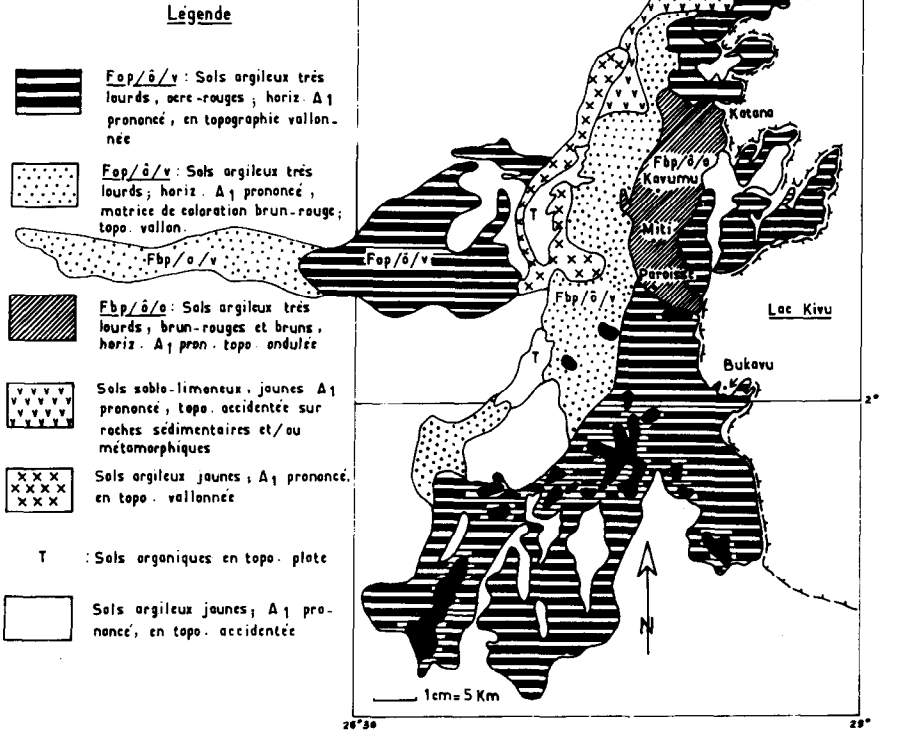 Légende
Fop/ô/v : Sols argileux très
lourds, ocre-rouges ; horiz. A1
prononcé, en topographie vallon-
née
Fop/â/v : Sols argileux très
lourds ; horiz. A1 prononcé,
matrice de coloration brun-rouge ;
topo. vallon.
Fbp/ô/o : Sols argileux très
lourds, brun-rouges et bruns,
horiz. A1 pron. topo. ondulée
Sols sablo-limoneux, jaunes A1
prononcé, topo. accidentée sur
roches sédimentaires et/ou
métamorphiques
Sols argileux jaunes ; A1 prononcé,
en topo. vallonnée
T : Sols organiques en topo. plate
Sols argileux jaunes ; A1 pro-
noncé, en topo. accidentée
Katana
Fbp/ô/o
Kavumu
T
Miti
Fbp/o/v
Fop/ô/v
Paroisse
Fbp/ô/v
Lac Kivu
T
Bukavu
2°
N
1cm = 5 Km
28°30
29°